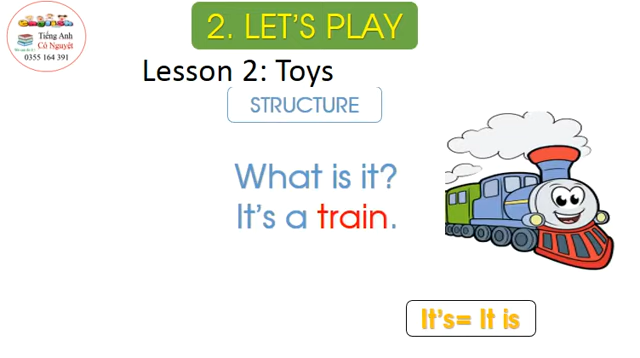 Tiếng Anh
Cô Nguyệt
0355 164 391
2. LET'S PLAY
Lesson 2: Toys
STRUCTURE
What is it?
It's a train.
It's= It is